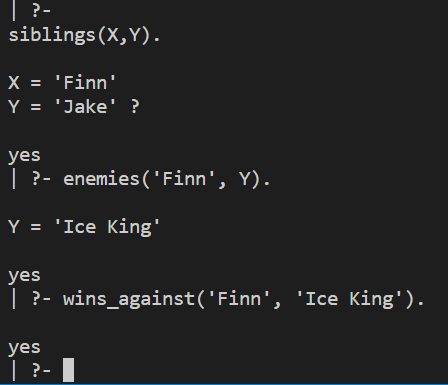 | ?-
siblings(X,Y).
X = 'Finn'
Y = 'Jake' ?
yes
| ?- enemies('Finn', Y).
Y = 'Ice King'
yes
| ?- wins_against('Finn', 'Ice King').
yes
| ?-